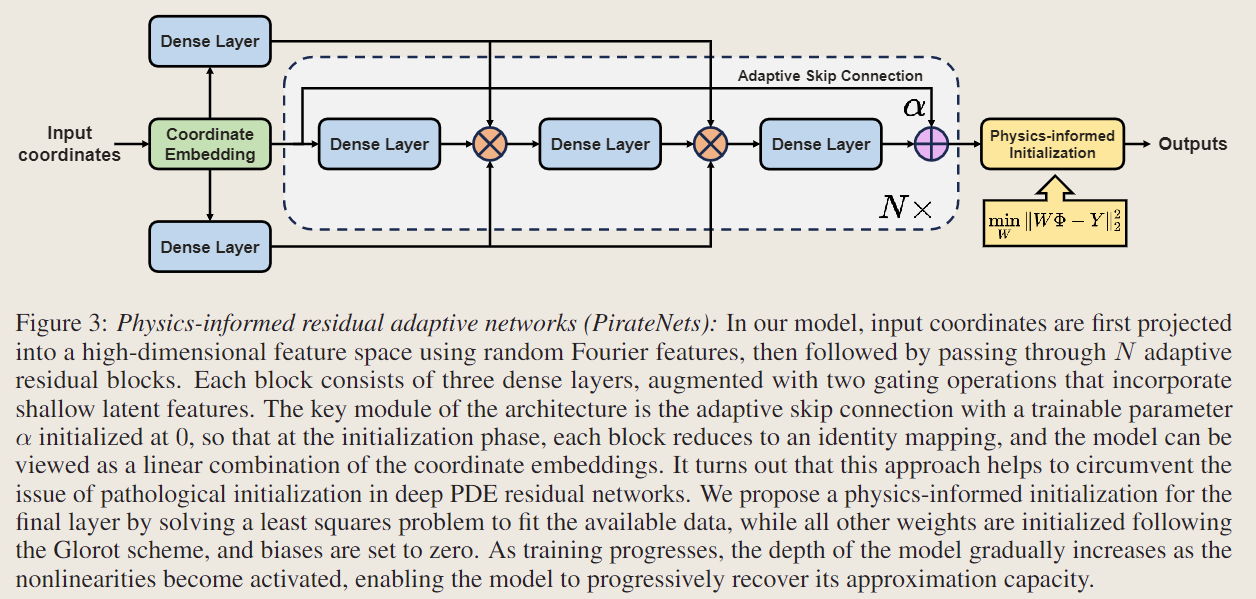 Dense Layer
Adaptive Skip Connection
α
Input
coordinates
Coordinate
Embedding
Dense Layer
Dense Layer
Dense Layer
Physics-informed
Initialization
Outputs
N×
min_W ‖WΦ − Y‖₂²
Dense Layer
Figure 3: Physics-informed residual adaptive networks (PirateNets): In our model, input coordinates are first projected
into a high-dimensional feature space using random Fourier features, then followed by passing through N adaptive
residual blocks. Each block consists of three dense layers, augmented with two gating operations that incorporate
shallow latent features. The key module of the architecture is the adaptive skip connection with a trainable parameter
α initialized at 0, so that at the initialization phase, each block reduces to an identity mapping, and the model can be
viewed as a linear combination of the coordinate embeddings. It turns out that this approach helps to circumvent the
issue of pathological initialization in deep PDE residual networks. We propose a physics-informed initialization for the
final layer by solving a least squares problem to fit the available data, while all other weights are initialized following
the Glorot scheme, and biases are set to zero. As training progresses, the depth of the model gradually increases as the
nonlinearities become activated, enabling the model to progressively recover its approximation capacity.